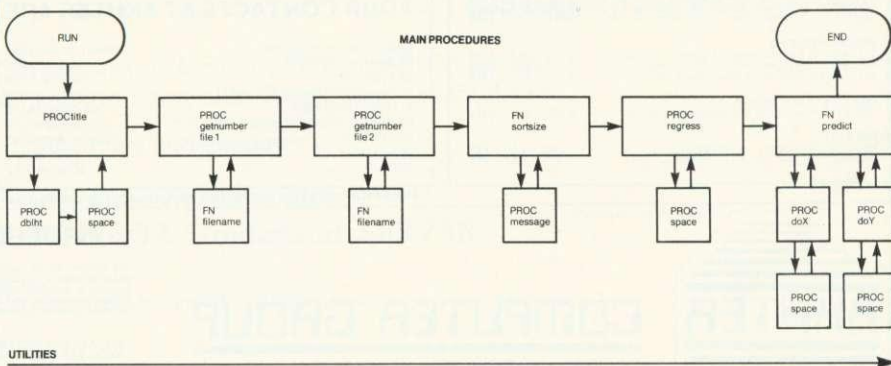 RUN
MAIN PROCEDURES
END
PROCtitle
PROC
getnumber
file 1
PROC
getnumber
file 2
FN
sortsize
PROC
regress
FN
predict
PROC
dblht
PROC
space
FN
filename
FN
filename
PROC
message
PROC
space
PROC
doX
PROC
doY
PROC
space
PROC
space
COMPUTER GROUP
UTILITIES